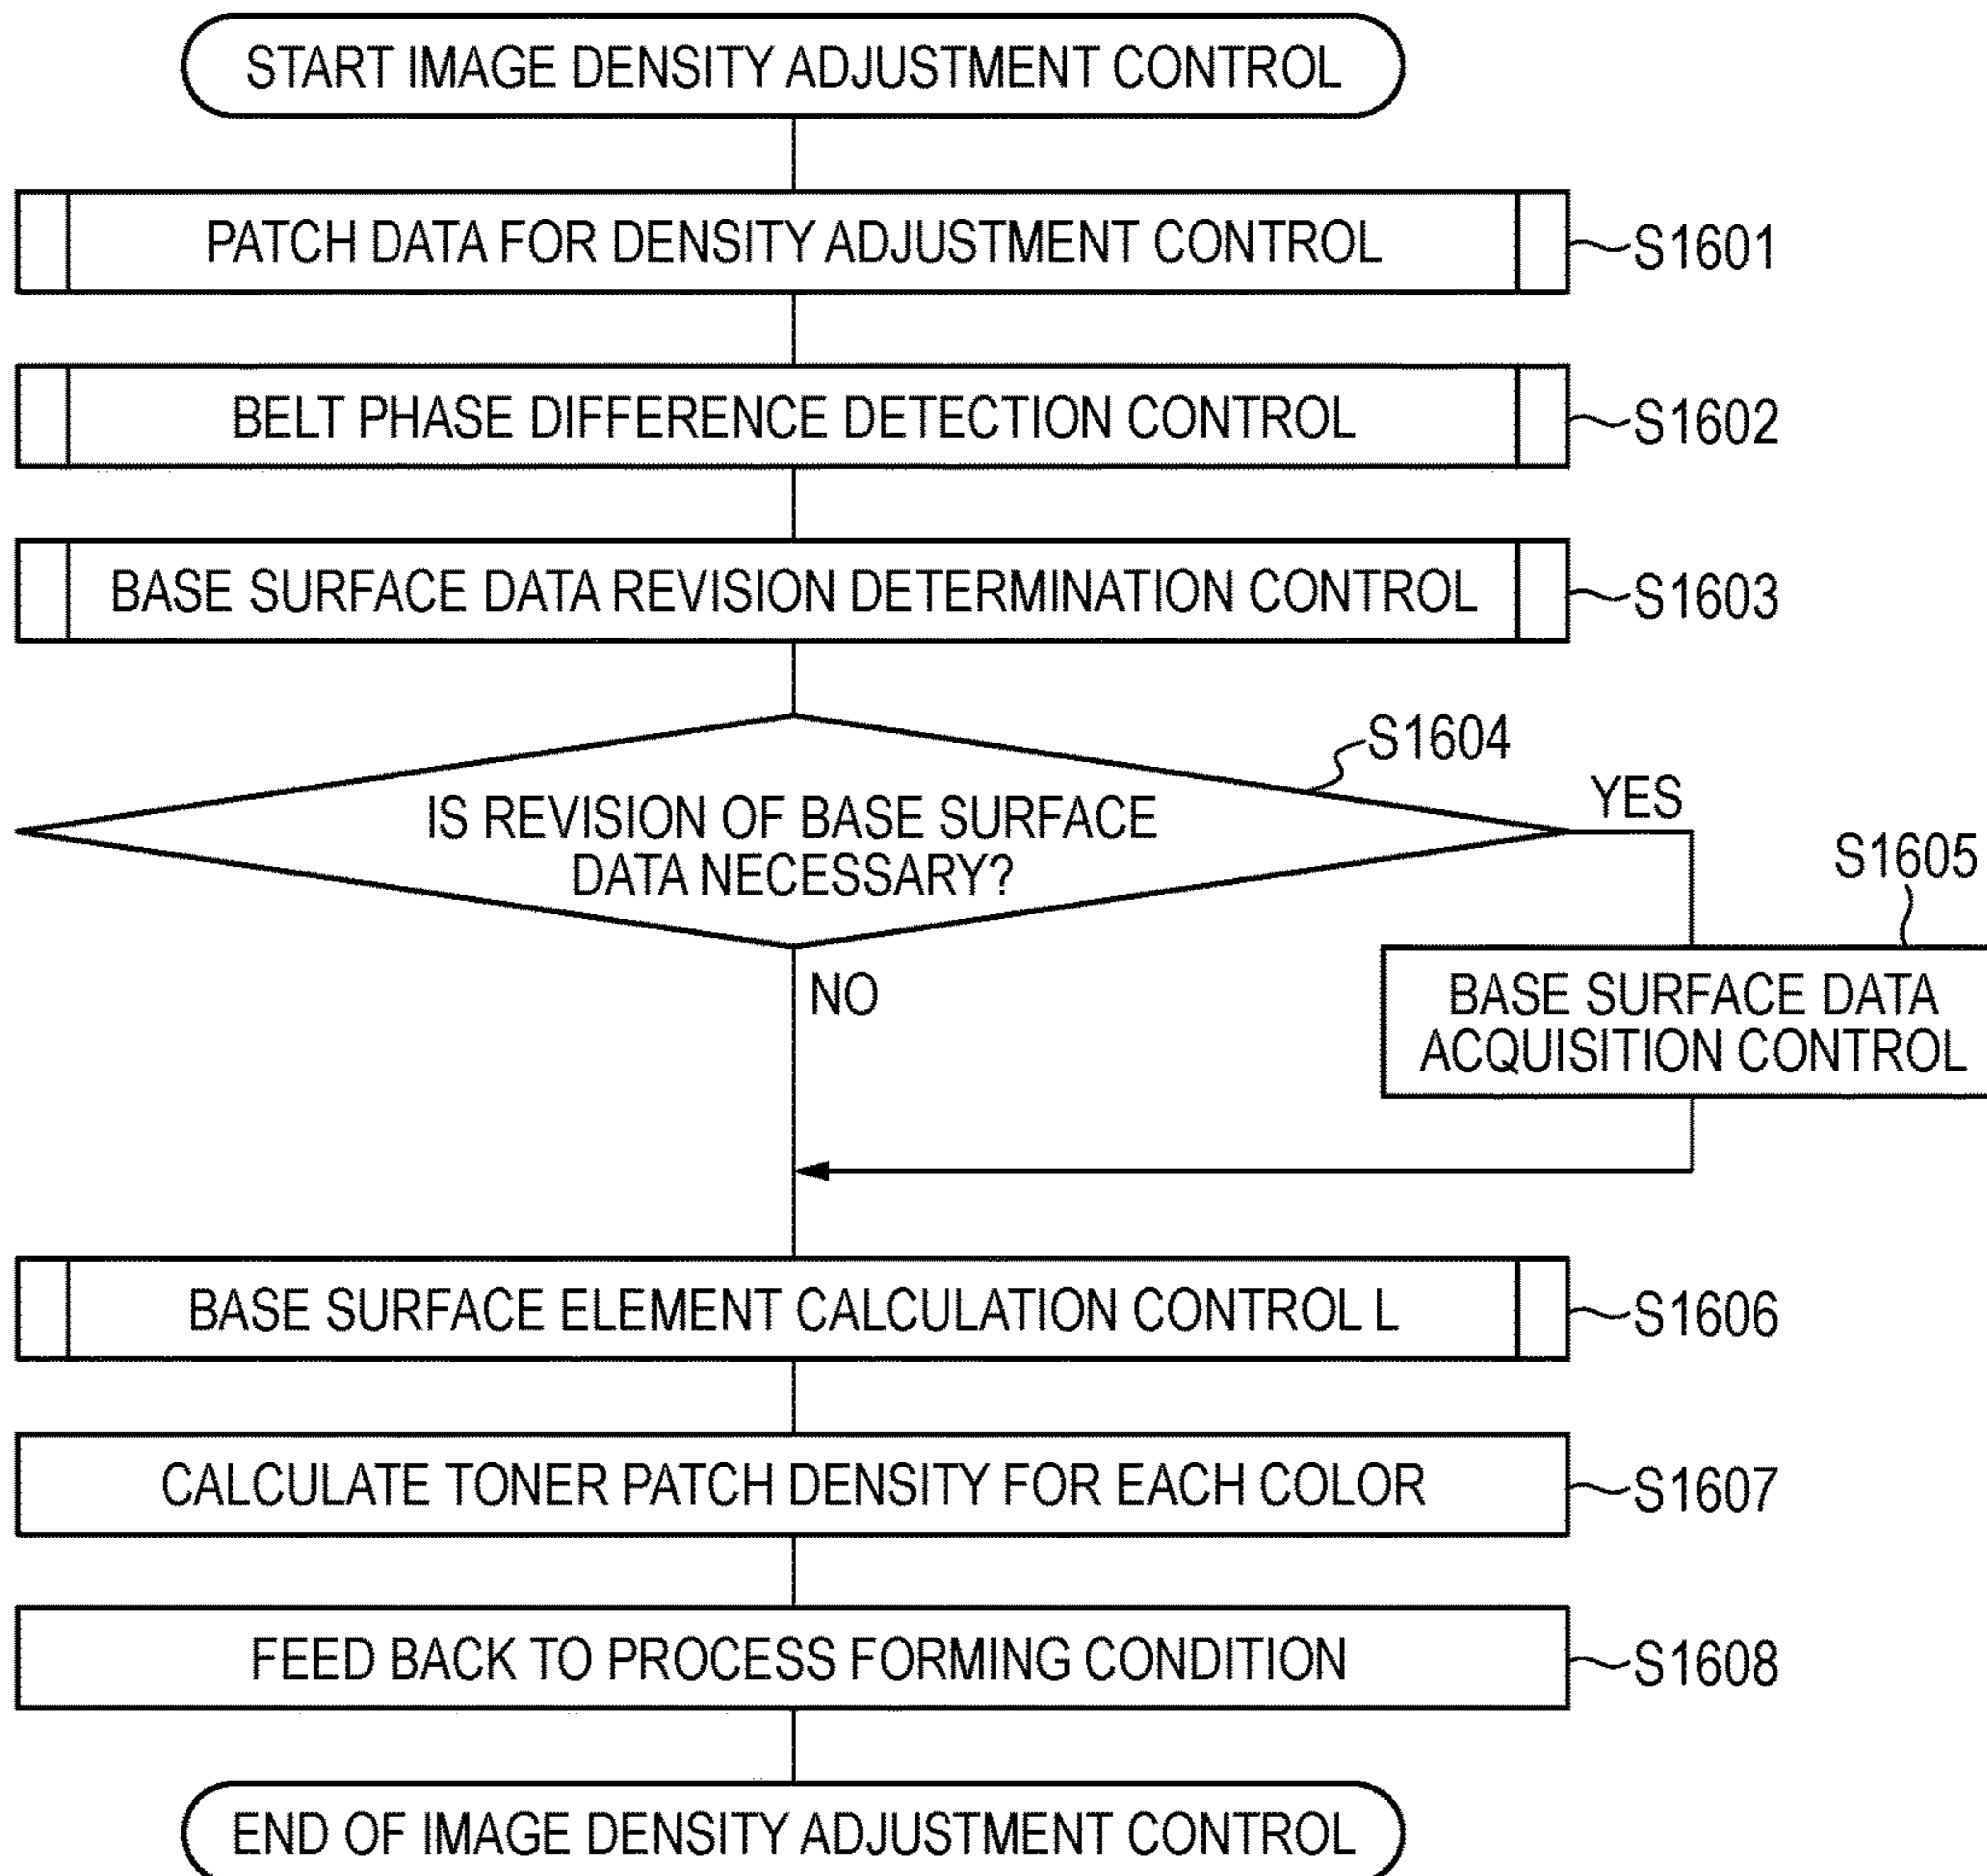 START IMAGE DENSITY ADJUSTMENT CONTROL
PATCH DATA FOR DENSITY ADJUSTMENT CONTROL
S1601
BELT PHASE DIFFERENCE DETECTION CONTROL
S1602
BASE SURFACE DATA REVISION DETERMINATION CONTROL
S1603
S1604
IS REVISION OF BASE SURFACE
DATA NECESSARY?
YES
S1605
NO
BASE SURFACE DATA
ACQUISITION CONTROL
BASE SURFACE ELEMENT CALCULATION CONTROL L
S1606
CALCULATE TONER PATCH DENSITY FOR EACH COLOR
S1607
FEED BACK TO PROCESS FORMING CONDITION
S1608
END OF IMAGE DENSITY ADJUSTMENT CONTROL